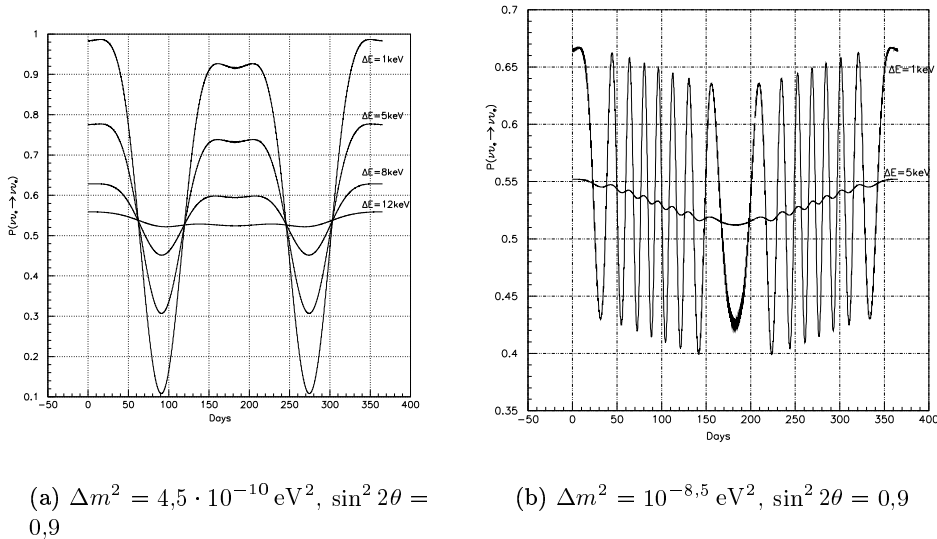 1
0.9
0.8
0.7
0.6
0.5
0.4
0.3
0.2
0.1
P(νν_e → νν_e)
ΔE=1keV
ΔE=5keV
ΔE=8keV
ΔE=12keV
-50 0 50 100 150 200 250 300 350 400
Days
0.7
0.65
0.6
0.55
0.5
0.45
0.4
0.35
P(νν_e → νν_e)
ΔE=1keV
ΔE=5keV
-50 0 50 100 150 200 250 300 350 400
Days
(a) Δm² = 4,5 · 10⁻¹⁰ eV², sin² 2θ =
0,9
(b) Δm² = 10⁻⁸,⁵ eV², sin² 2θ = 0,9